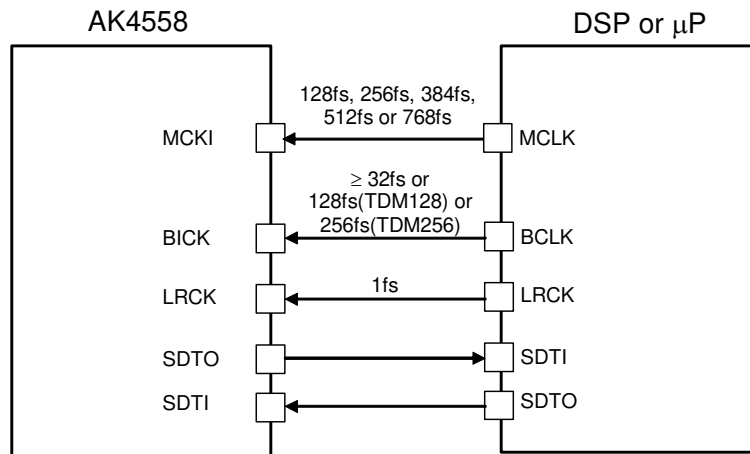 AK4558
DSP or μP
128fs, 256fs, 384fs,
512fs or 768fs
MCKI
MCLK
≥ 32fs or
128fs(TDM128) or
256fs(TDM256)
BICK
BCLK
1fs
LRCK
LRCK
SDTO
SDTI
SDTI
SDTO